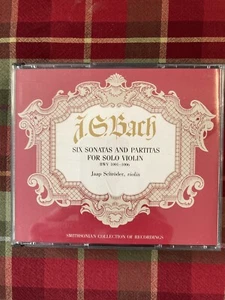 J.S. Bach
SIX SONATAS AND PARTITAS
FOR SOLO VIOLIN
BWV 1001-1006
Jaap Schröder, violin
SMITHSONIAN COLLECTION OF RECORDINGS